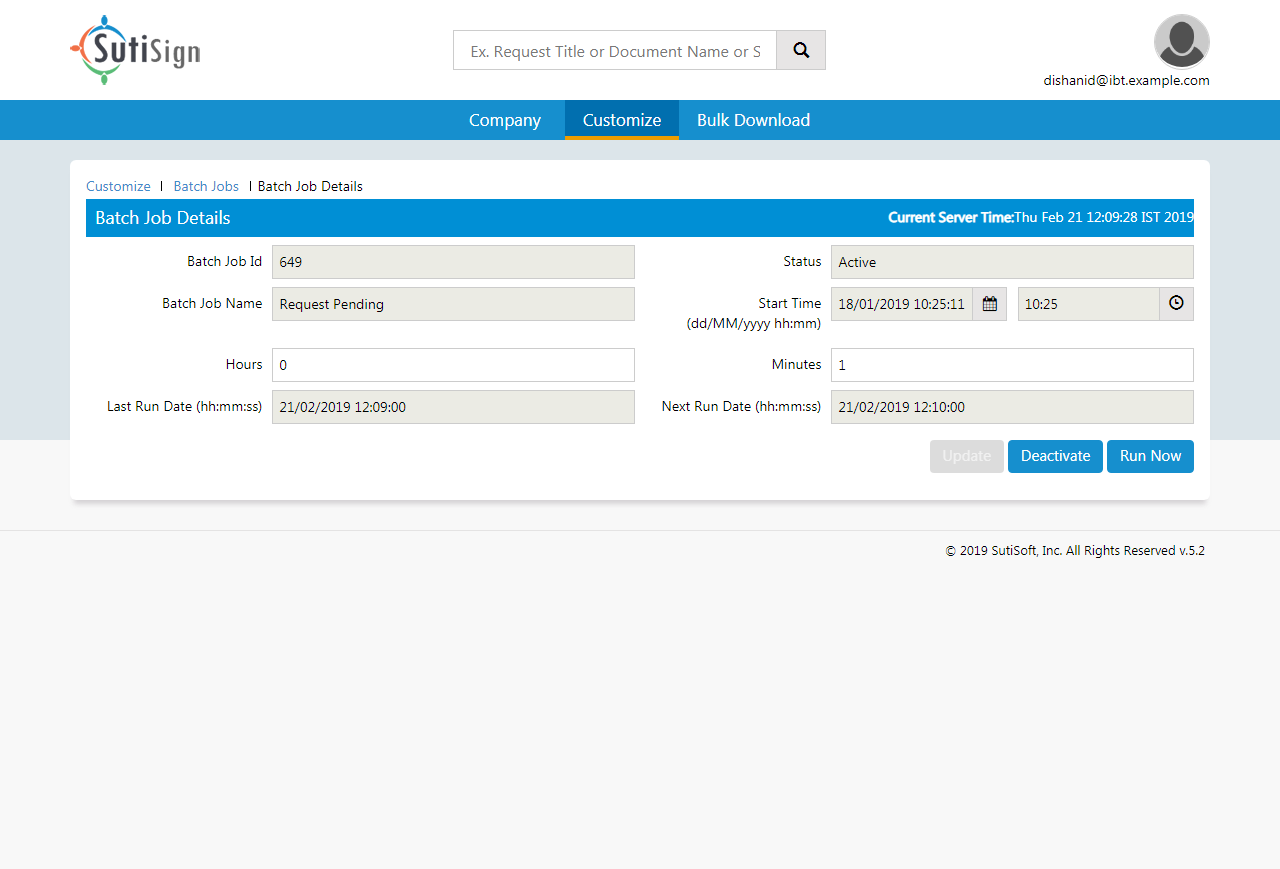 SutiSign
Ex. Request Title or Document Name or S
dishanid@ibt.example.com
Company Customize Bulk Download
Customize | Batch Jobs | Batch Job Details
Batch Job Details Current Server Time:Thu Feb 21 12:09:28 IST 2019
Batch Job Id 649 Status Active
Batch Job Name Request Pending Start Time 18/01/2019 10:25:11 10:25
(dd/MM/yyyy hh:mm)
Hours 0 Minutes 1
Last Run Date (hh:mm:ss) 21/02/2019 12:09:00 Next Run Date (hh:mm:ss) 21/02/2019 12:10:00
Update Deactivate Run Now
© 2019 SutiSoft, Inc. All Rights Reserved v.5.2